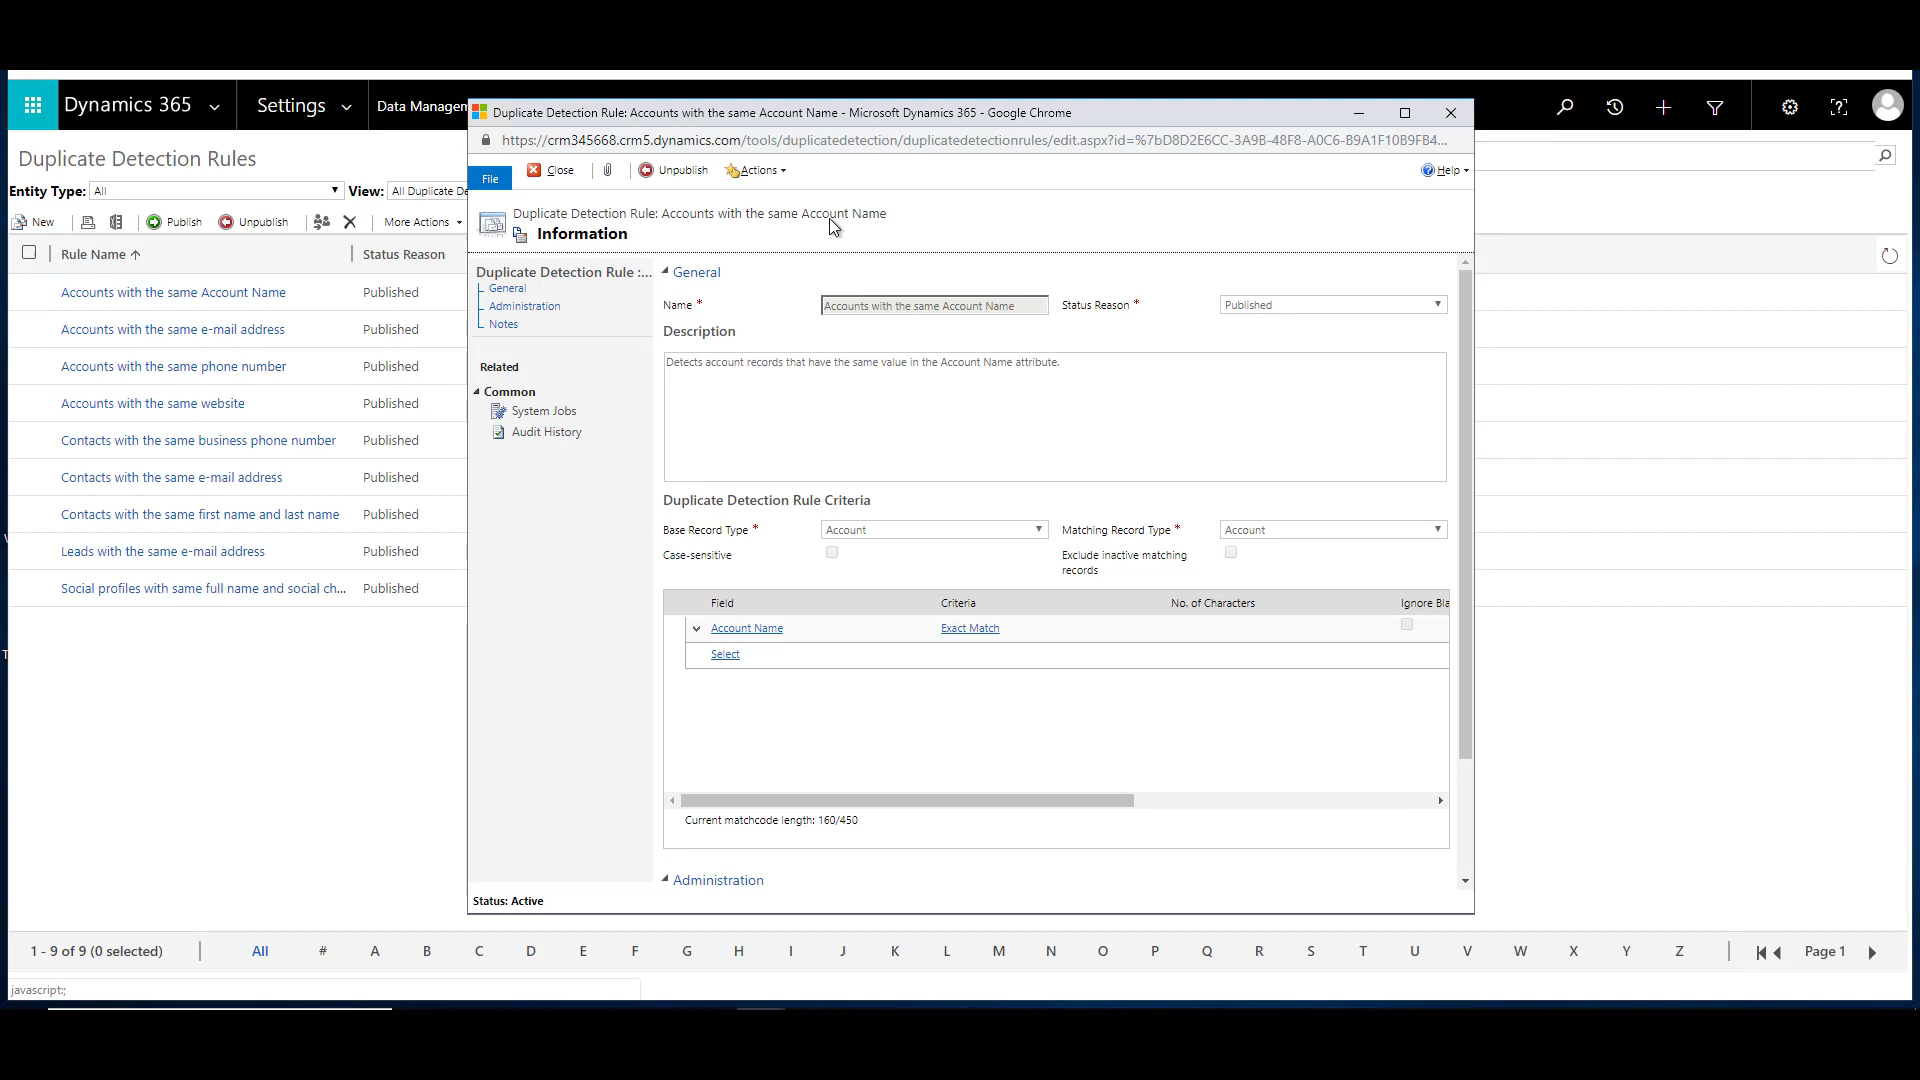 Dynamics 365
Settings
Data Managem
Duplicate Detection Rule: Accounts with the same Account Name - Microsoft Dynamics 365 - Google Chrome
https://crm345668.crm5.dynamics.com/tools/duplicatedetection/duplicatedetectionrules/edit.aspx?id=%7bD8D2E6CC-3A9B-48F8-A0C6-B9A1F10B9FB4...
Duplicate Detection Rules
Entity Type: All View: All Duplicate De
New Publish Unpublish More Actions
Rule Name Status Reason
Accounts with the same Account Name Published
Accounts with the same e-mail address Published
Accounts with the same phone number Published
Accounts with the same website Published
Contacts with the same business phone number Published
Contacts with the same e-mail address Published
Contacts with the same first name and last name Published
Leads with the same e-mail address Published
Social profiles with same full name and social ch... Published
File Close Unpublish Actions Help
Duplicate Detection Rule: Accounts with the same Account Name
Information
Duplicate Detection Rule :...
General
Administration
Notes
Related
Common
System Jobs
Audit History
General
Name * Accounts with the same Account Name Status Reason * Published
Description
Detects account records that have the same value in the Account Name attribute.
Duplicate Detection Rule Criteria
Base Record Type * Account Matching Record Type * Account
Case-sensitive Exclude inactive matching
records
Field Criteria No. of Characters Ignore Bla
Account Name Exact Match
Select
Current matchcode length: 160/450
Administration
Status: Active
1 - 9 of 9 (0 selected) All # A B C D E F G H I J K L M N O P Q R S T U V W X Y Z Page 1
javascript:;